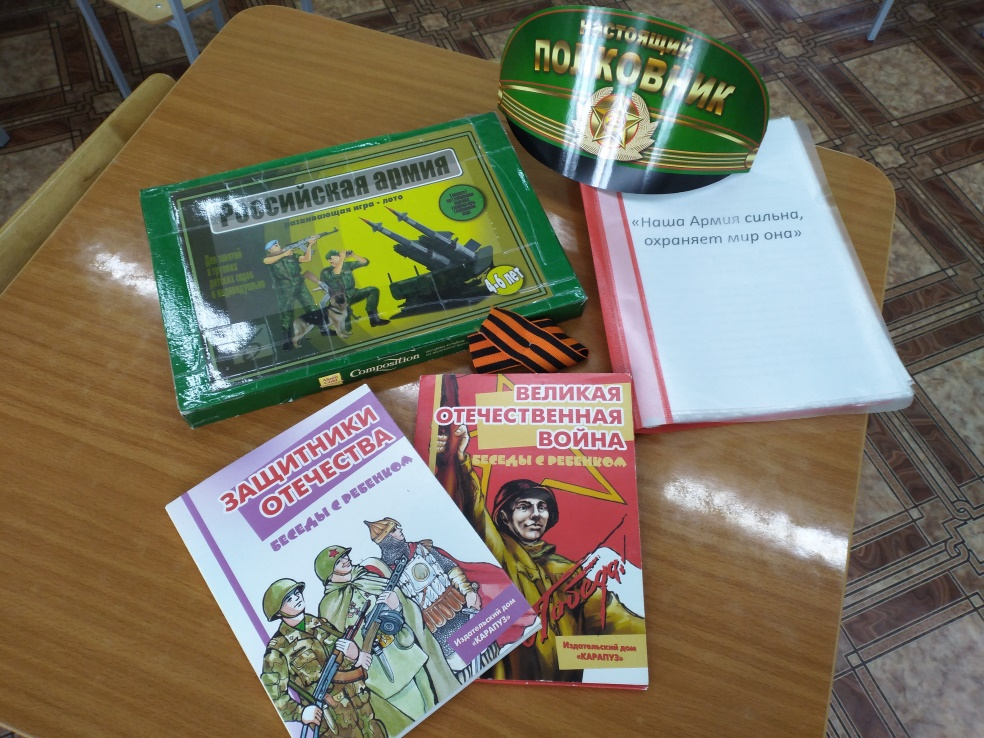 настоящий
ПОЛКОВНИК
Российская армия
развивающая игра - лото
4-6 лет
Composition
«Наша Армия сильна,
охраняет мир она»
ЗАЩИТНИКИ
ОТЕЧЕСТВА
БЕСЕДЫ С РЕБЕНКОМ
Издательский дом
«КАРАПУЗ»
ВЕЛИКАЯ
ОТЕЧЕСТВЕННАЯ
ВОЙНА
БЕСЕДЫ С РЕБЕНКОМ
Победа!
Издательский дом
«КАРАПУЗ»